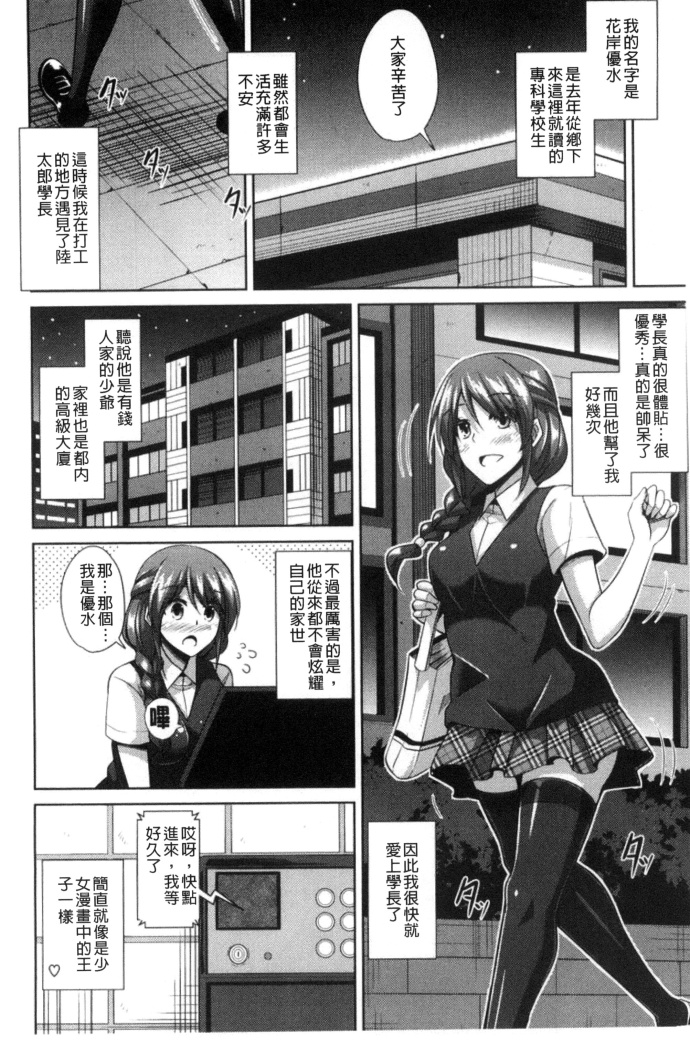 我的名字是
花岸優水
是去年從鄉下
來這裡就讀的
專科學校生
大家辛苦了
雖然都會生
活充滿許多
不安
這時候我在打工
的地方遇見了陸
太郎學長
タッ
タッ
學長真的很體貼…很
優秀…真的是帥呆了
而且他幫了我
好幾次
タッ
タッ
因此我很快就
愛上學長了
聽說他是有錢
人家的少爺
家裡也是都內
的高級大廈
不過最厲害的是，
他從來都不會炫耀
自己的家世
那…那個…
我是優水
嗶
哎呀，快點
進來，我等
好久了
簡直就像是少
女漫畫中的王
子一樣
♡